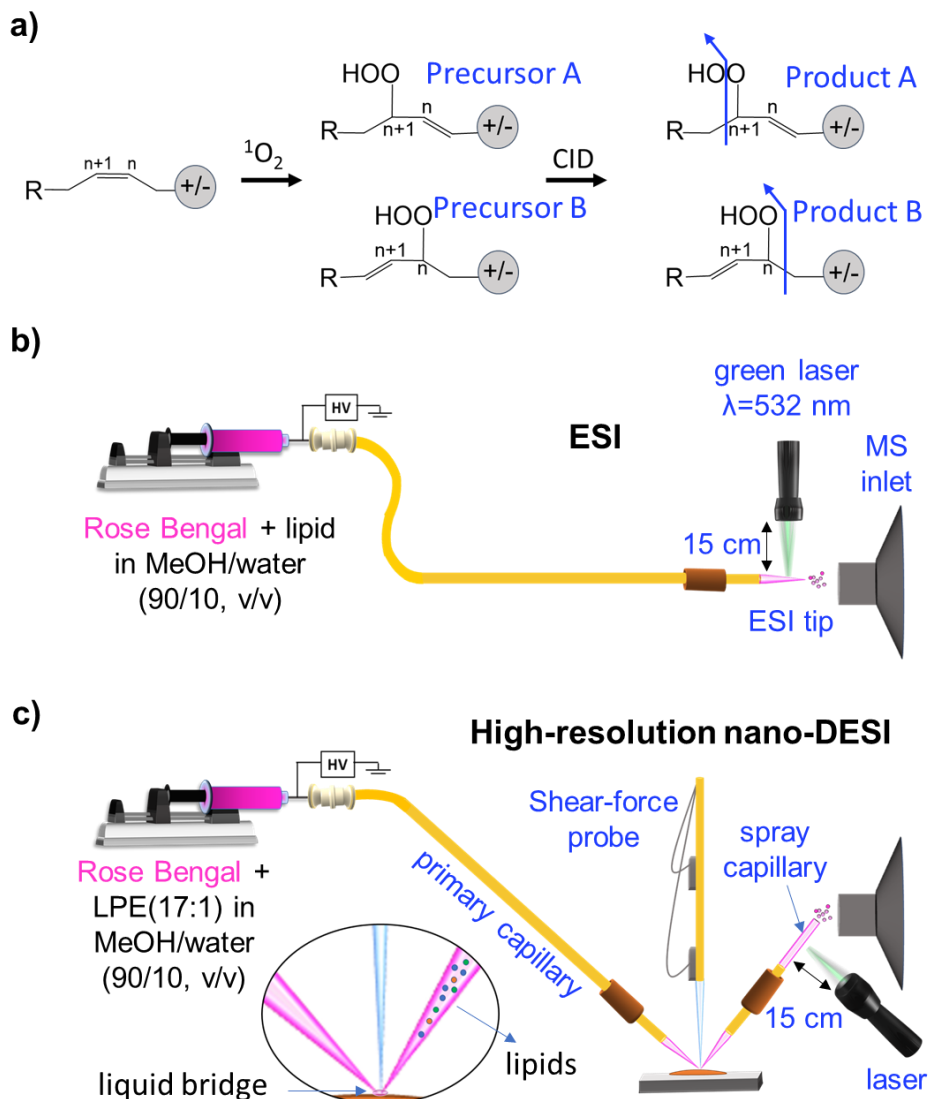 a)
HOO Precursor A
n
n+1
R
+/-
n+1 n
R
+/-
¹O₂
HOO Precursor B
n+1
n
R
+/-
CID
HOO Product A
n
n+1
R
+/-
HOO Product B
n+1
n
R
+/-
b)
HV
ESI
green laser
λ=532 nm
MS
inlet
Rose Bengal + lipid
in MeOH/water
(90/10, v/v)
15 cm
ESI tip
c)
High-resolution nano-DESI
HV
Shear-force
probe
spray
capillary
primary capillary
Rose Bengal +
LPE(17:1) in
MeOH/water
(90/10, v/v)
15 cm
lipids
liquid bridge
laser